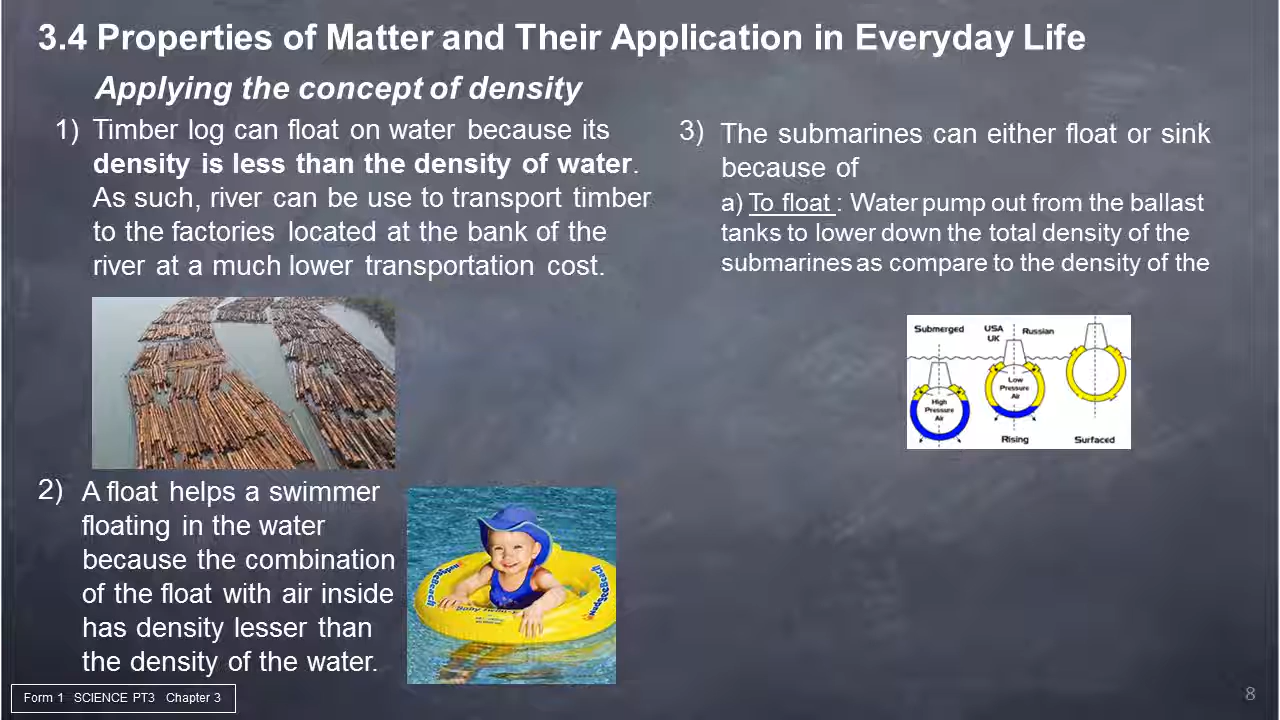 3.4 Properties of Matter and Their Application in Everyday Life
Applying the concept of density
1) Timber log can float on water because its
density is less than the density of water.
As such, river can be use to transport timber
to the factories located at the bank of the
river at a much lower transportation cost.
2) A float helps a swimmer
floating in the water
because the combination
of the float with air inside
has density lesser than
the density of the water.
3) The submarines can either float or sink
because of
a) To float : Water pump out from the ballast
tanks to lower down the total density of the
submarines as compare to the density of the
Submerged
USA
UK
Russian
High
Pressure
Air
Low
Pressure
Air
Rising
Surfaced
Form 1 SCIENCE PT3 Chapter 3
8